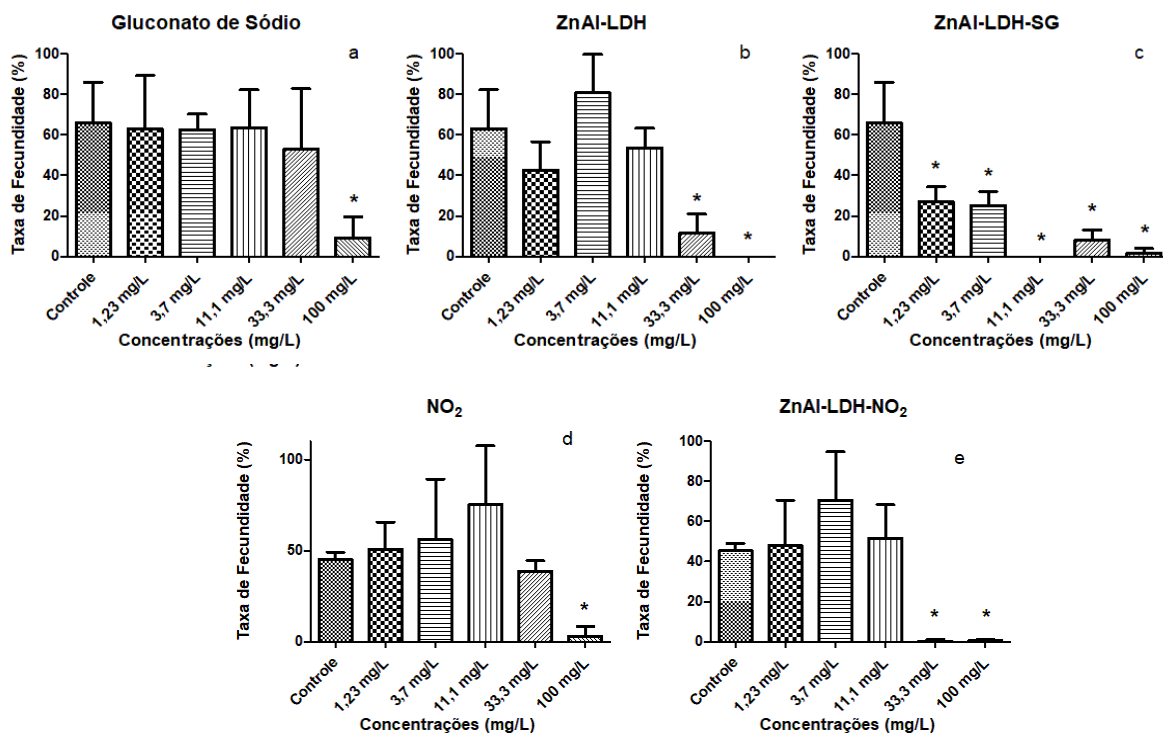 Gluconato de Sódio
a
Taxa de Fecundidade (%)
100
80
60
40
20
0
*
Controle
1,23 mg/L
3,7 mg/L
11,1 mg/L
33,3 mg/L
100 mg/L
Concentrações (mg/L)
ZnAl-LDH
b
Taxa de Fecundidade (%)
100
80
60
40
20
0
*
*
Controle
1,23 mg/L
3,7 mg/L
11,1 mg/L
33,3 mg/L
100 mg/L
Concentrações (mg/L)
ZnAl-LDH-SG
c
Taxa de Fecundidade (%)
100
80
60
40
20
0
*
*
*
*
*
Controle
1,23 mg/L
3,7 mg/L
11,1 mg/L
33,3 mg/L
100 mg/L
Concentrações (mg/L)
NO₂
d
Taxa de Fecundidade (%)
100
50
0
*
Controle
1,23 mg/L
3,7 mg/L
11,1 mg/L
33,3 mg/L
100 mg/L
Concentrações (mg/L)
ZnAl-LDH-NO₂
e
Taxa de Fecundidade (%)
100
80
60
40
20
0
*
*
Controle
1,23 mg/L
3,7 mg/L
11,1 mg/L
33,3 mg/L
100 mg/L
Concentrações (mg/L)